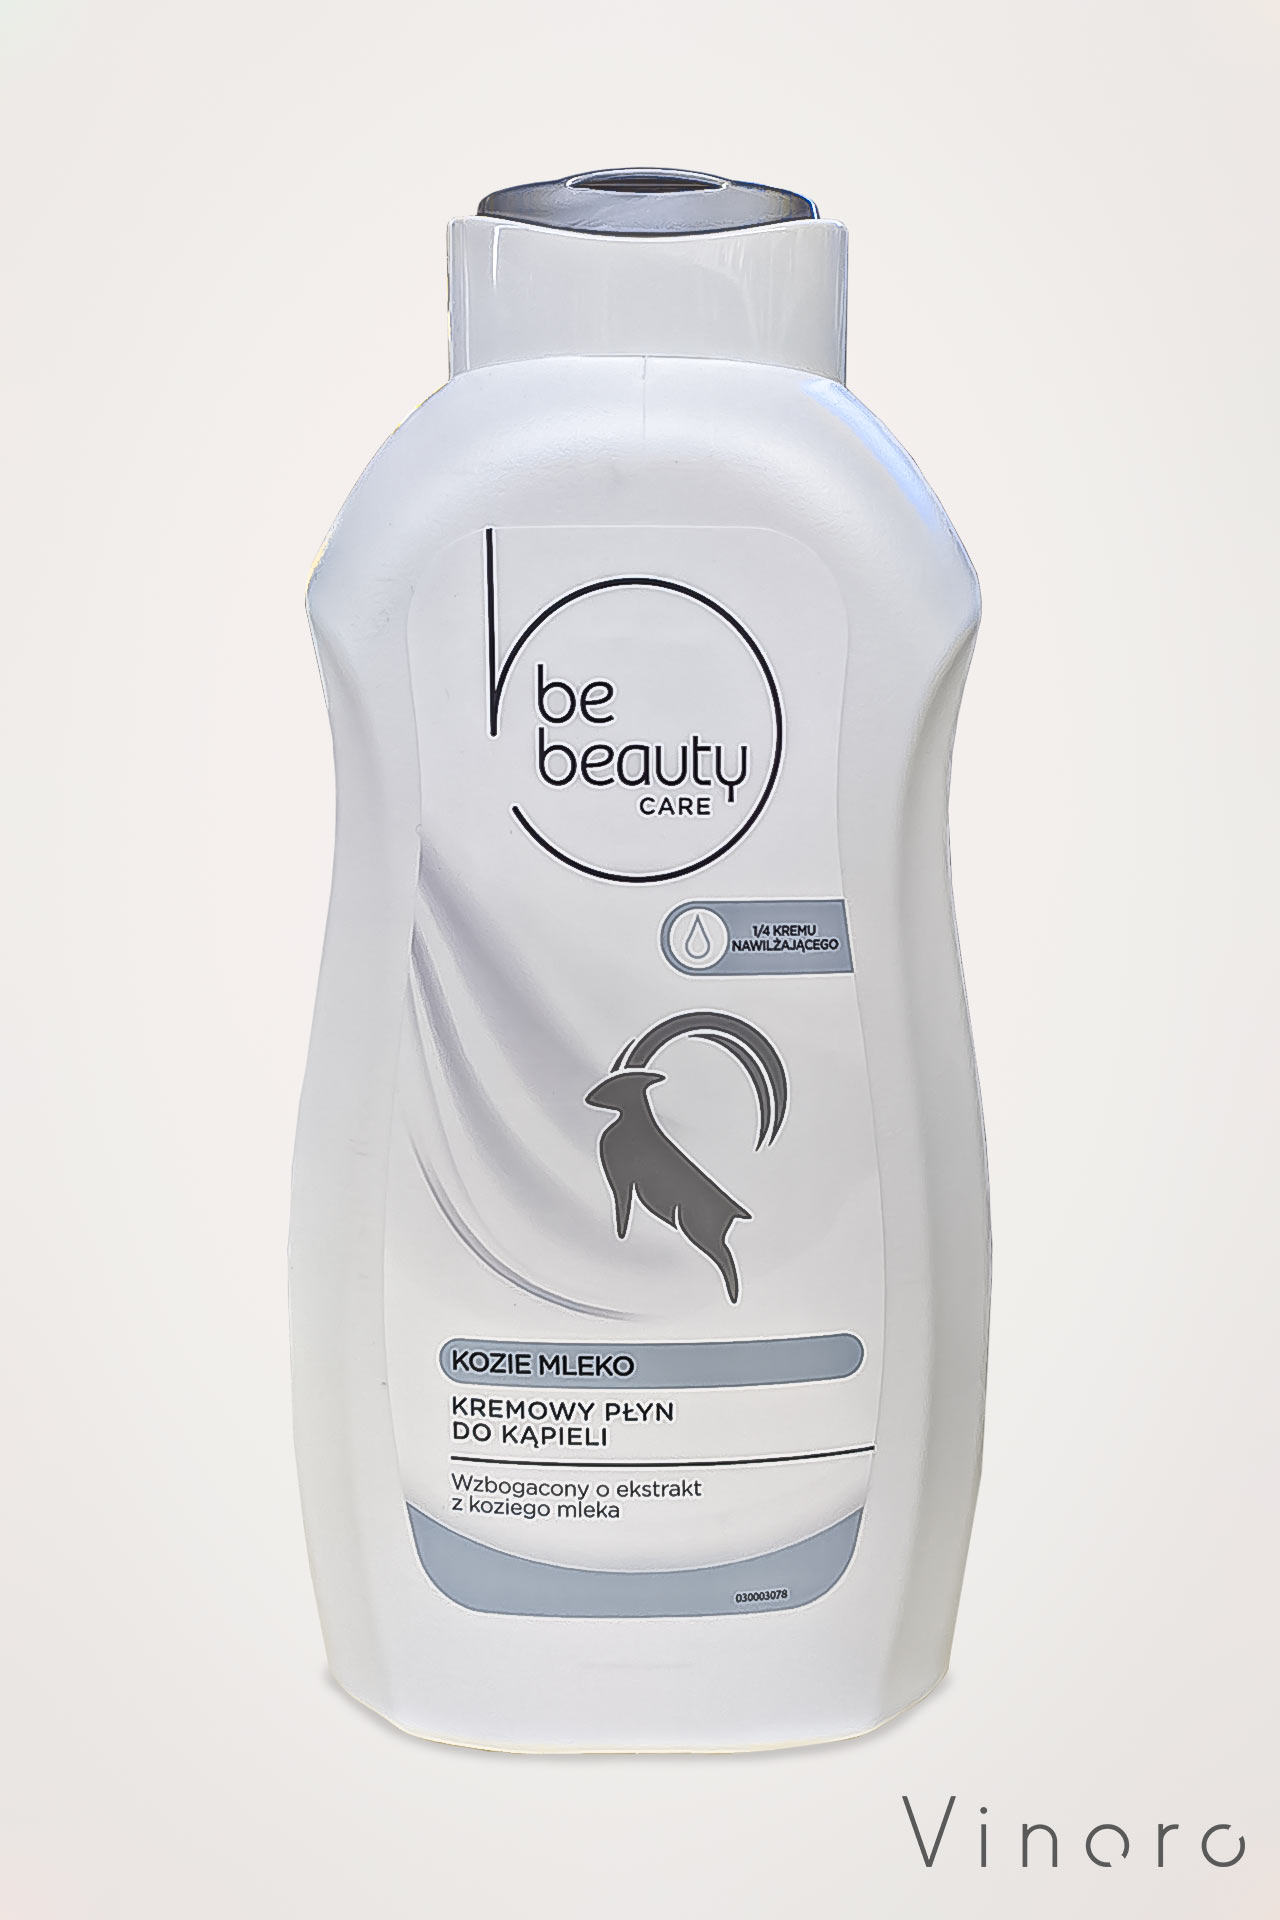 be
beauty
CARE
1/4 KREMU
NAWILŻAJĄCEGO
KOZIE MLEKO
KREMOWY PŁYN
DO KĄPIELI
Wzbogacony o ekstrakt
z koziego mleka
030003078
Vinoro